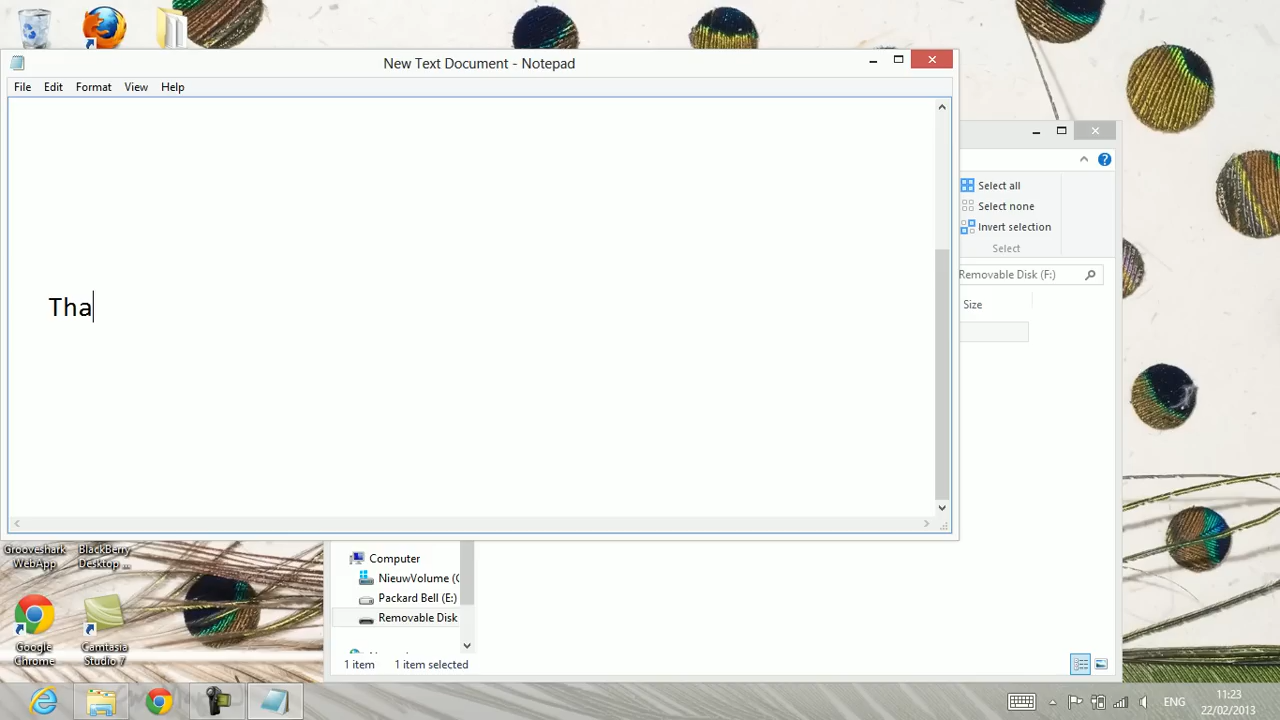 New Text Document - Notepad
File Edit Format View Help
Tha
Select all
Select none
Invert selection
Select
Removable Disk (F:)
Size
Grooveshark WebApp
BlackBerry Desktop ...
Google Chrome
Camtasia Studio 7
Computer
NieuwVolume (C
Packard Bell (E:)
Removable Disk
1 item 1 item selected
ENG
11:23
22/02/2013